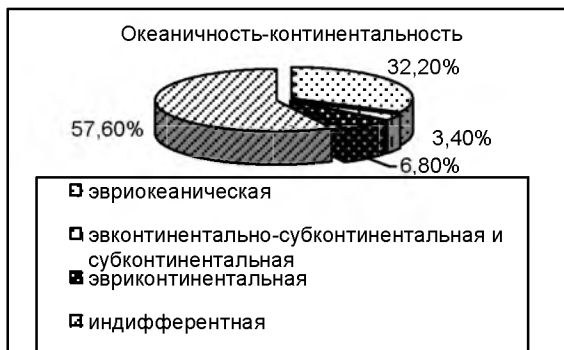 Океаничность-континентальность
32,20%
57,60%
3,40%
6,80%
эвриокеаническая
эвконтинентально-субконтинентальная и
субконтинентальная
эвриконтинентальная
индифферентная